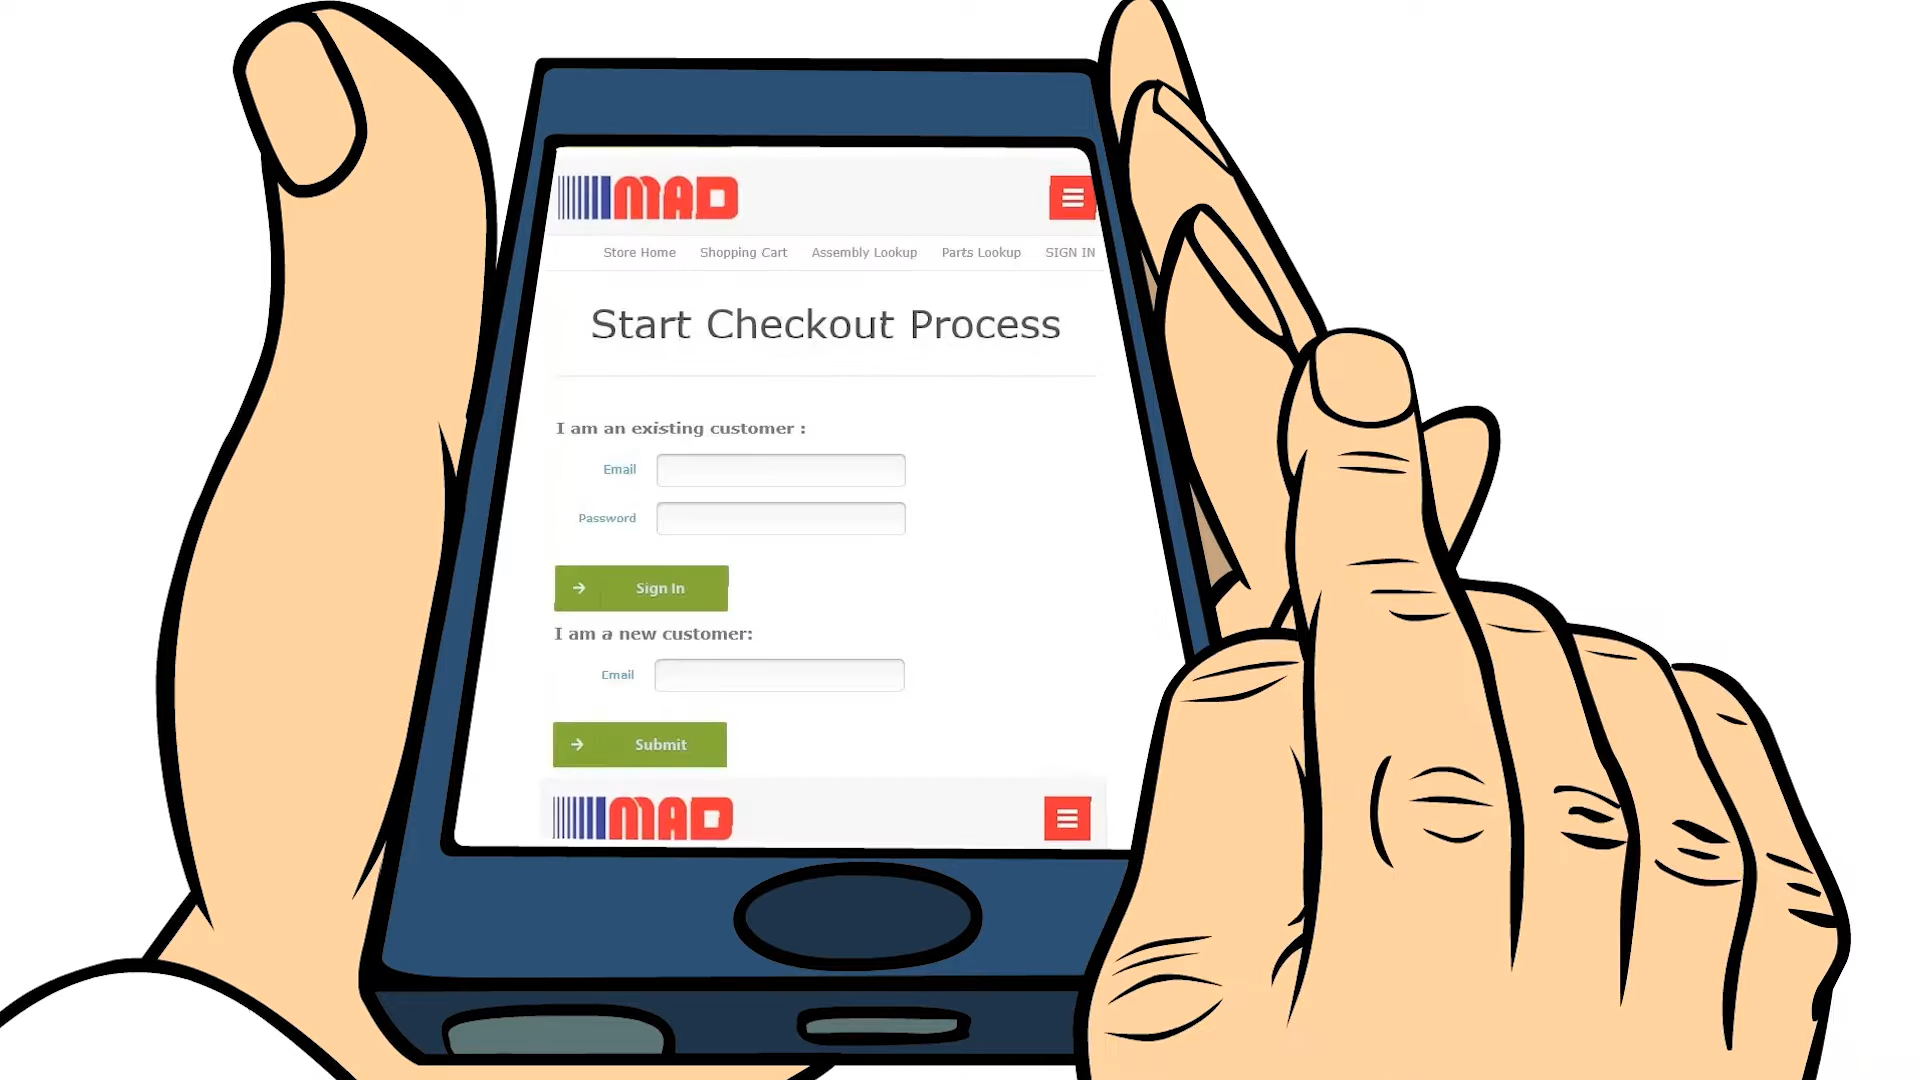 MAD
Store Home Shopping Cart Assembly Lookup Parts Lookup SIGN IN
Start Checkout Process
I am an existing customer :
Email
Password
Sign In
I am a new customer:
Email
Submit
MAD